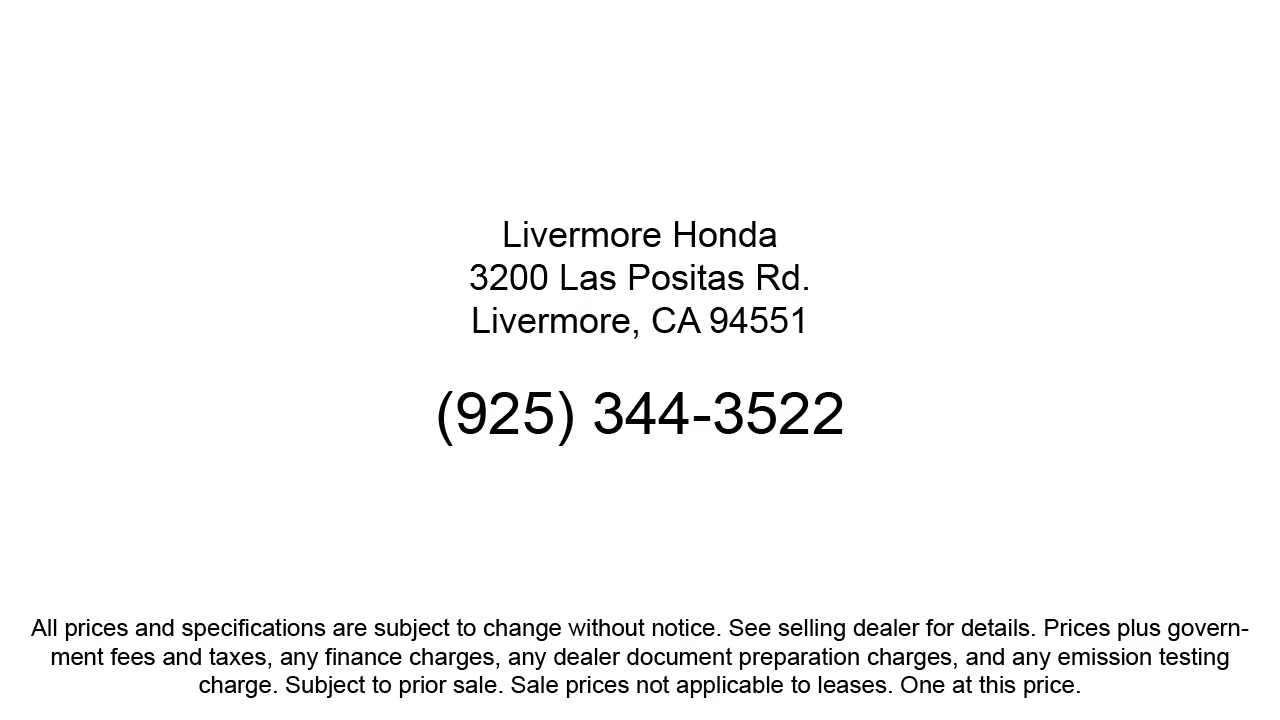 Livermore Honda
3200 Las Positas Rd.
Livermore, CA 94551
(925) 344-3522
All prices and specifications are subject to change without notice. See selling dealer for details. Prices plus govern-
ment fees and taxes, any finance charges, any dealer document preparation charges, and any emission testing
charge. Subject to prior sale. Sale prices not applicable to leases. One at this price.